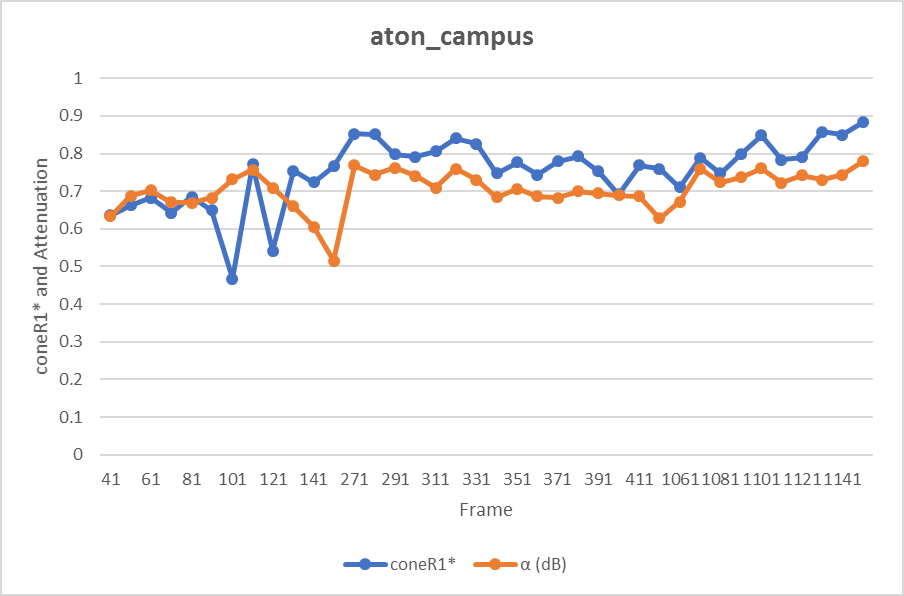 aton_campus
1
0.9
0.8
0.7
0.6
0.5
0.4
0.3
0.2
0.1
0
coneR1* and Attenuation
41 61 81 101 121 141 271 291 311 331 351 371 391 411 1061 1081 1101 1121 1141
Frame
coneR1* α (dB)